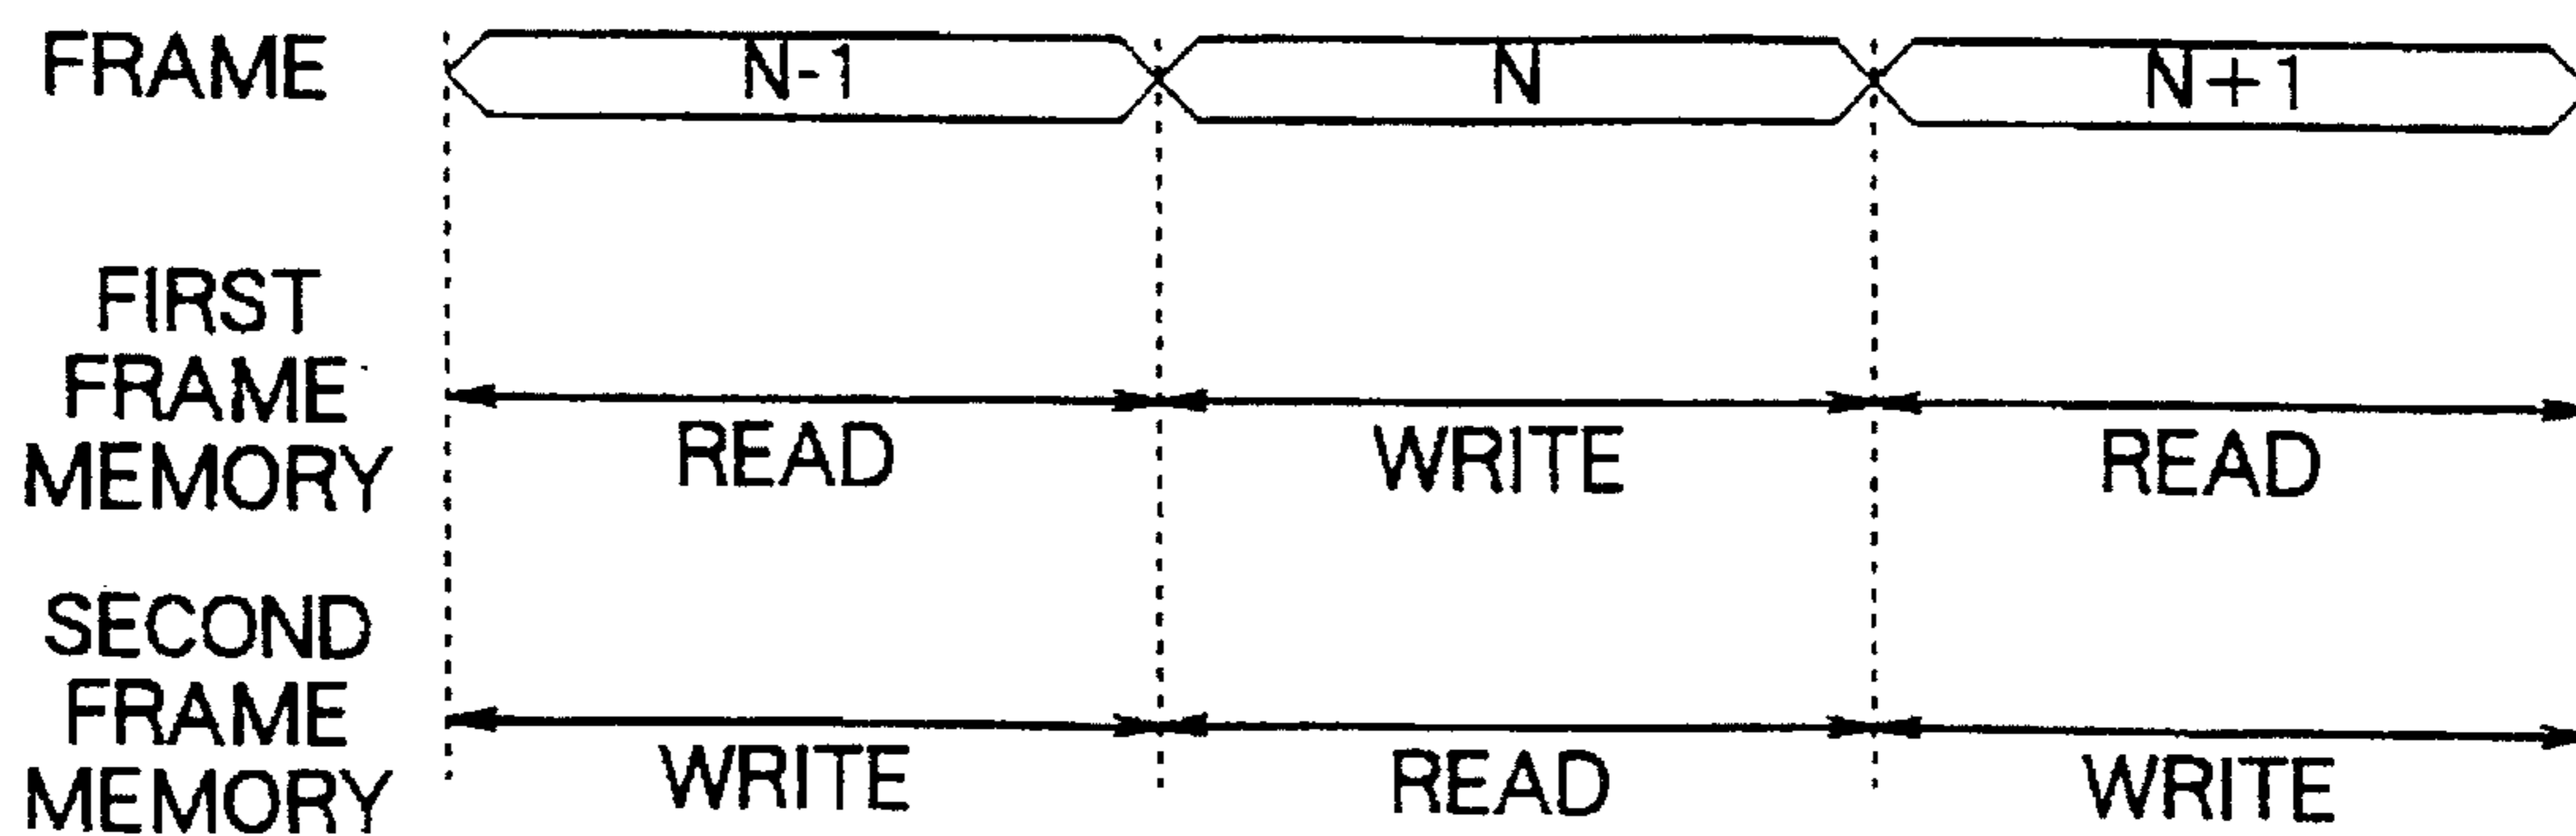 FRAME N-1 N N+1
FIRST
FRAME
MEMORY
READ WRITE READ
SECOND
FRAME
MEMORY
WRITE READ WRITE